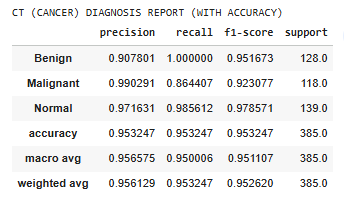 CT (CANCER) DIAGNOSIS REPORT (WITH ACCURACY)
precision recall f1-score support
Benign 0.907801 1.000000 0.951673 128.0
Malignant 0.990291 0.864407 0.923077 118.0
Normal 0.971631 0.985612 0.978571 139.0
accuracy 0.953247 0.953247 0.953247 385.0
macro avg 0.956575 0.950006 0.951107 385.0
weighted avg 0.956129 0.953247 0.952620 385.0